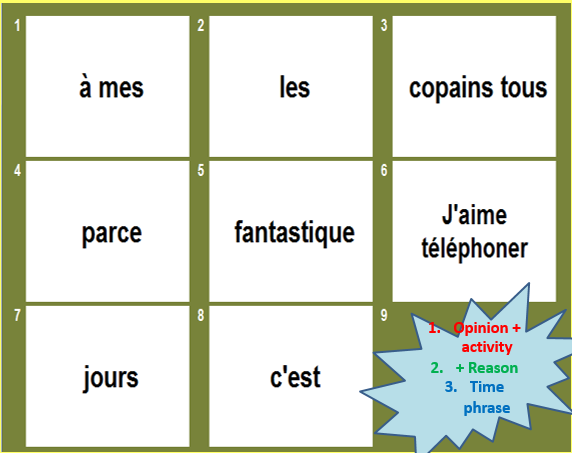 1
à mes
2
les
3
copains tous
4
parce
5
fantastique
6
J'aime
téléphoner
7
jours
8
c'est
9
1. Opinion +
activity
2. + Reason
3. Time
phrase